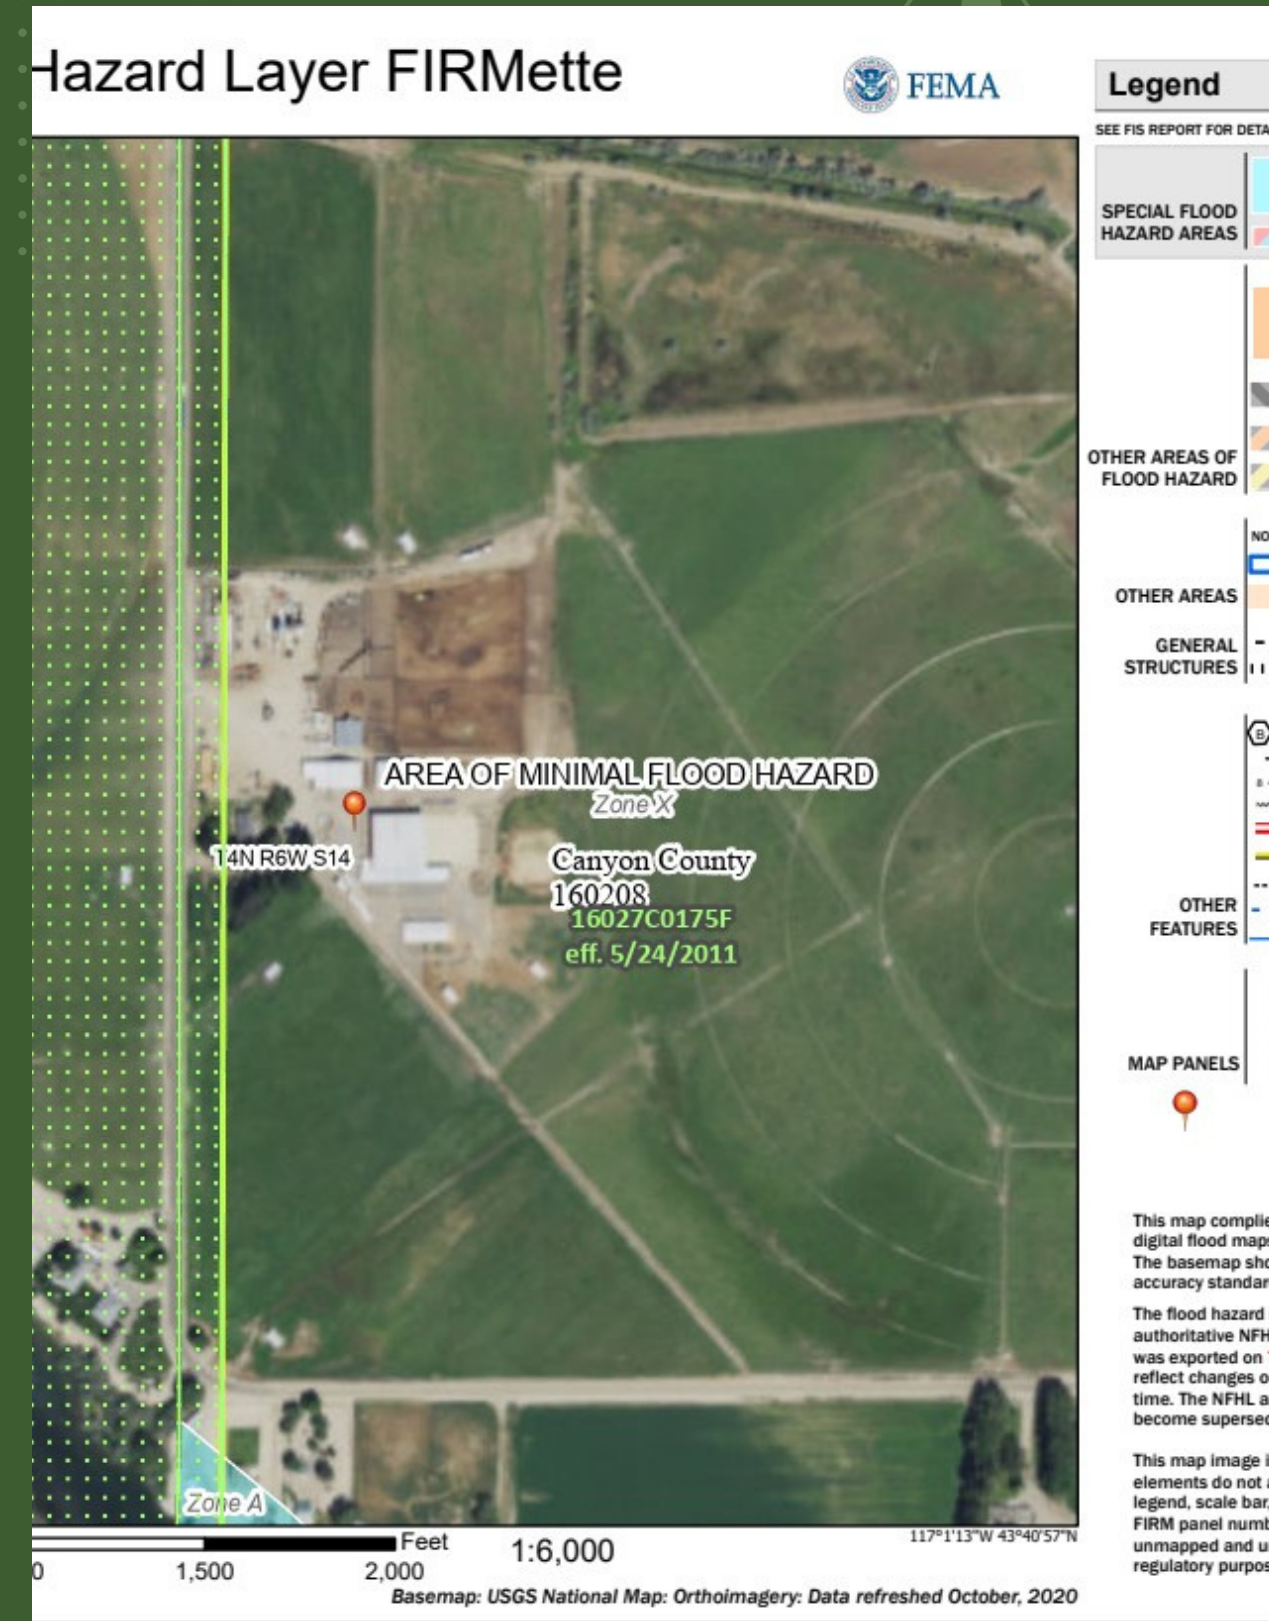 Hazard Layer FIRMette
FEMA
Legend
SEE FIS REPORT FOR DETA
SPECIAL FLOOD
HAZARD AREAS
OTHER AREAS OF
FLOOD HAZARD
NO
OTHER AREAS
GENERAL
STRUCTURES
B
OTHER
FEATURES
MAP PANELS
AREA OF MINIMAL FLOOD HAZARD
Zone X
T4N R6W S14
Canyon County
160208
16027C0175F
eff. 5/24/2011
Zone A
This map complie
digital flood maps
The basemap sho
accuracy standar
The flood hazard
authoritative NFH
was exported on
reflect changes o
time. The NFHL a
become supersed
This map image i
elements do not a
legend, scale bar,
FIRM panel numb
unmapped and u
regulatory purpos
Feet
1:6,000
117°1'13"W 43°40'57"N
0
1,500
2,000
Basemap: USGS National Map: Orthoimagery: Data refreshed October, 2020